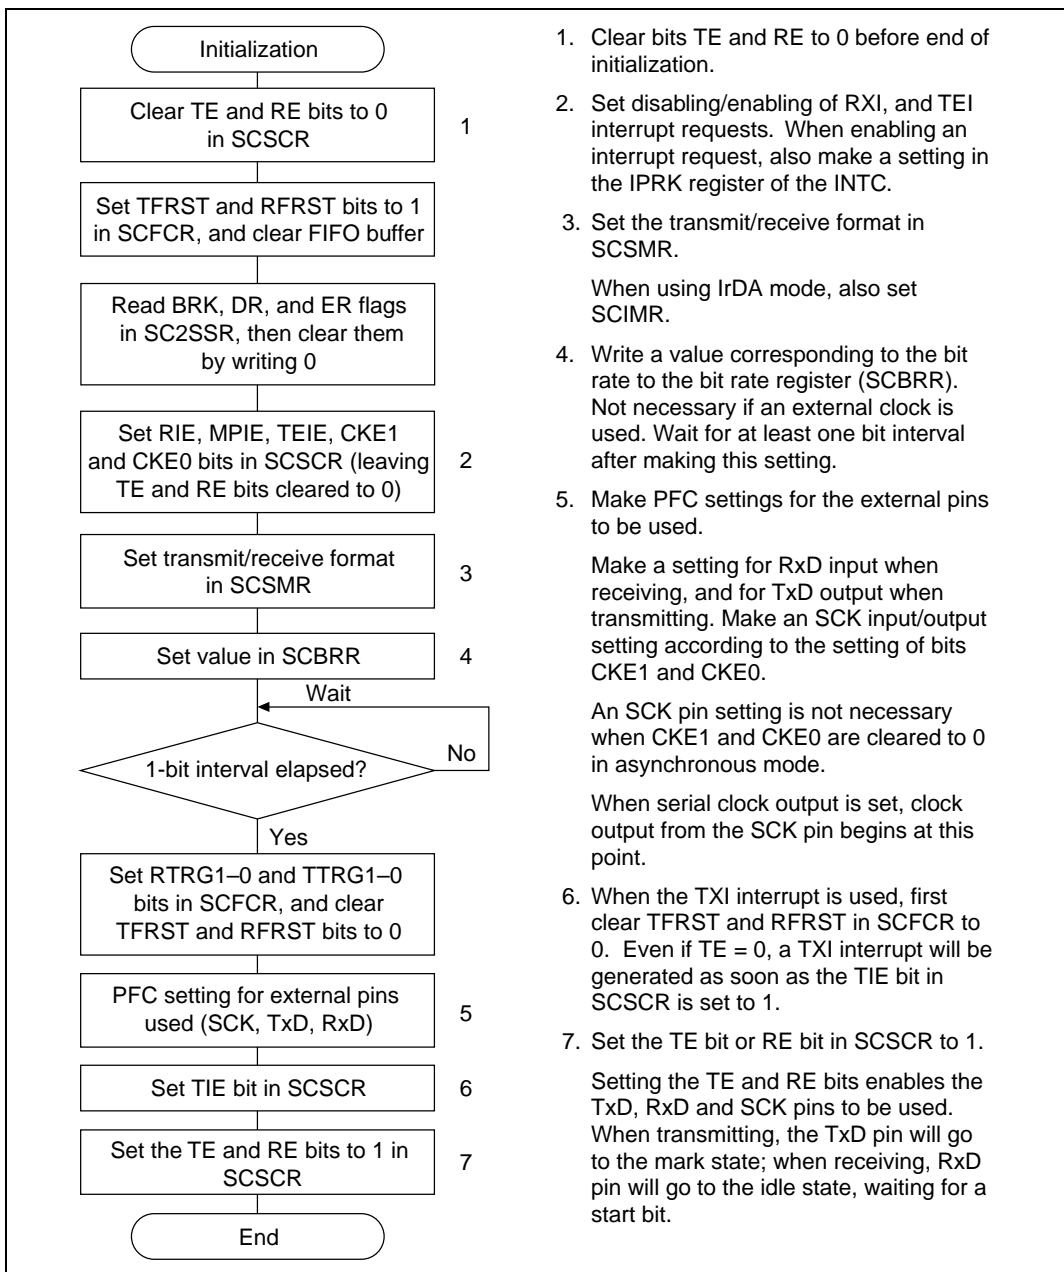 Initialization
Clear TE and RE bits to 0
in SCSCR
1
Set TFRST and RFRST bits to 1
in SCFCR, and clear FIFO buffer
Read BRK, DR, and ER flags
in SC2SSR, then clear them
by writing 0
Set RIE, MPIE, TEIE, CKE1
and CKE0 bits in SCSCR (leaving
TE and RE bits cleared to 0)
2
Set transmit/receive format
in SCSMR
3
Set value in SCBRR
4
Wait
1-bit interval elapsed?
No
Yes
Set RTRG1–0 and TTRG1–0
bits in SCFCR, and clear
TFRST and RFRST bits to 0
PFC setting for external pins
used (SCK, TxD, RxD)
5
Set TIE bit in SCSCR
6
Set the TE and RE bits to 1 in
SCSCR
7
End
1. Clear bits TE and RE to 0 before end of
initialization.
2. Set disabling/enabling of RXI, and TEI
interrupt requests. When enabling an
interrupt request, also make a setting in
the IPRK register of the INTC.
3. Set the transmit/receive format in
SCSMR.
When using IrDA mode, also set
SCIMR.
4. Write a value corresponding to the bit
rate to the bit rate register (SCBRR).
Not necessary if an external clock is
used. Wait for at least one bit interval
after making this setting.
5. Make PFC settings for the external pins
to be used.
Make a setting for RxD input when
receiving, and for TxD output when
transmitting. Make an SCK input/output
setting according to the setting of bits
CKE1 and CKE0.
An SCK pin setting is not necessary
when CKE1 and CKE0 are cleared to 0
in asynchronous mode.
When serial clock output is set, clock
output from the SCK pin begins at this
point.
6. When the TXI interrupt is used, first
clear TFRST and RFRST in SCFCR to
0. Even if TE = 0, a TXI interrupt will be
generated as soon as the TIE bit in
SCSCR is set to 1.
7. Set the TE bit or RE bit in SCSCR to 1.
Setting the TE and RE bits enables the
TxD, RxD and SCK pins to be used.
When transmitting, the TxD pin will go
to the mark state; when receiving, RxD
pin will go to the idle state, waiting for a
start bit.